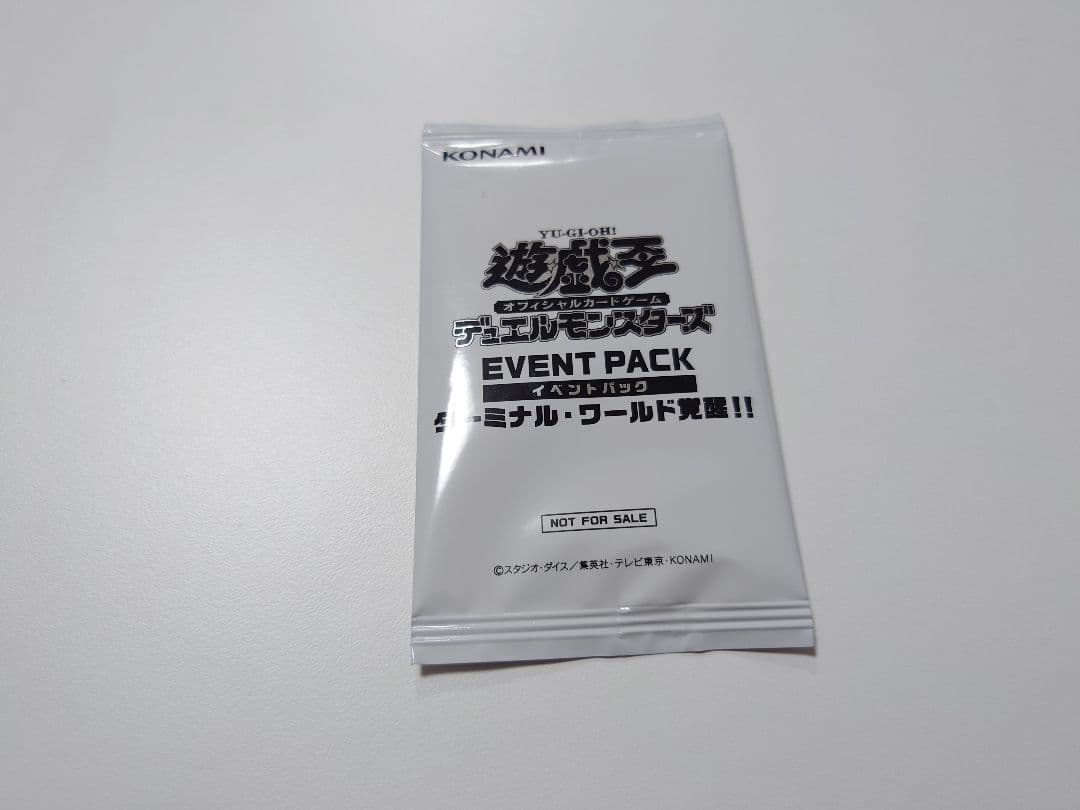 KONAMI
YU-GI-OH!
遊戯王
オフィシャルカードゲーム
デュエルモンスターズ
EVENT PACK
イベントパック
ターミナル・ワールド覚醒!!
NOT FOR SALE
©スタジオ・ダイス/集英社・テレビ東京・KONAMI